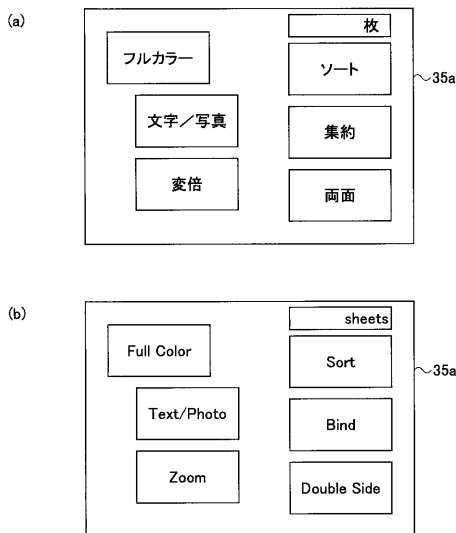 (a)
枚
フルカラー
ソート
35a
文字／写真
集約
変倍
両面
(b)
sheets
Full Color
Sort
35a
Text/Photo
Bind
Zoom
Double Side